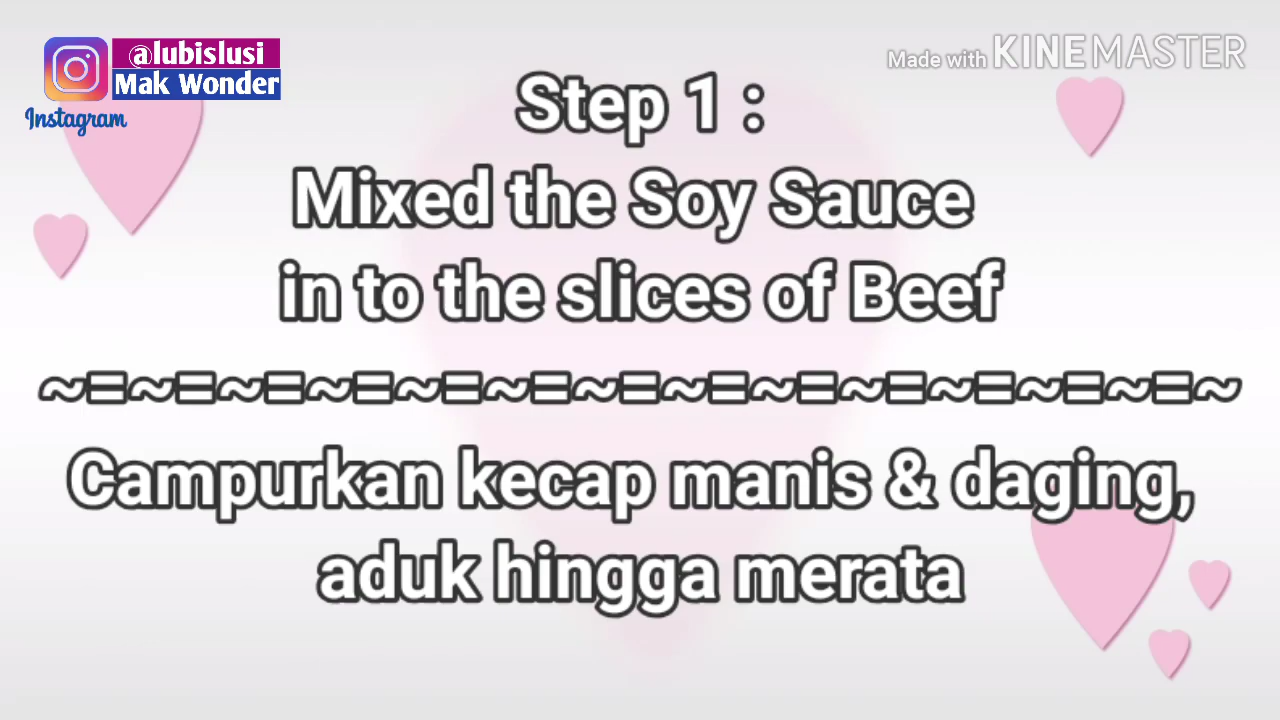 @lubislusi
Mak Wonder
Instagram
Made with KINEMASTER
Step 1 :
Mixed the Soy Sauce
in to the slices of Beef
~=~=~=~=~=~=~=~=~=~=~=~=~=~
Campurkan kecap manis & daging,
aduk hingga merata